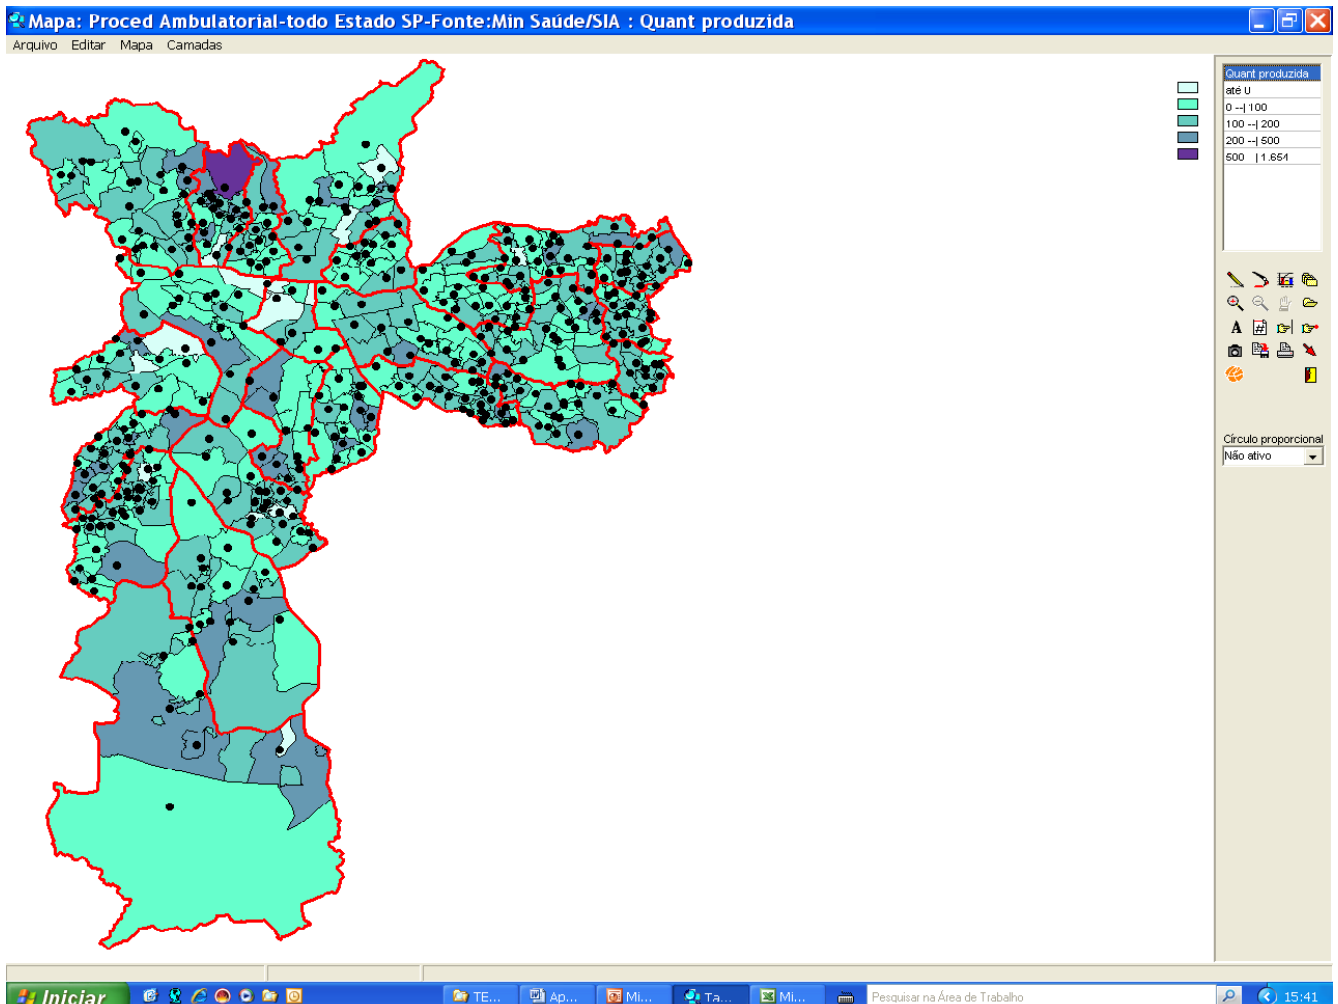 Mapa: Proced Ambulatorial-todo Estado SP-Fonte:Min Saúde/SIA : Quant produzida
Arquivo Editar Mapa Camadas
Quant produzida
até U
0 --| 100
100 --| 200
200 --| 500
500 | 1.654
A
#
Círculo proporcional
Não ativo
Iniciar
TE...
Ap...
Mi...
Ta...
Mi...
Pesquisar na Área de Trabalho
15:41